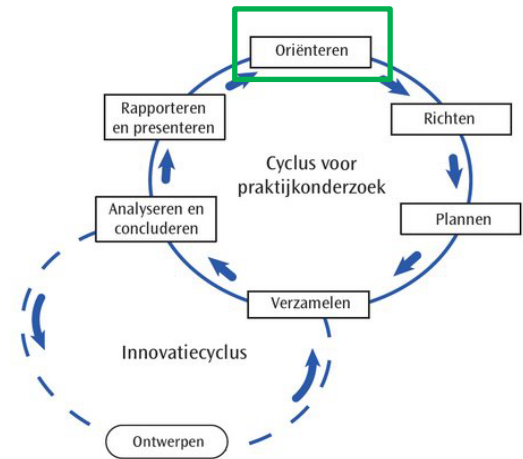 Oriënteren
Rapporteren
en presenteren
Richten
Cyclus voor
praktijkonderzoek
Analyseren en
concluderen
Plannen
Verzamelen
Innovatiecyclus
Ontwerpen